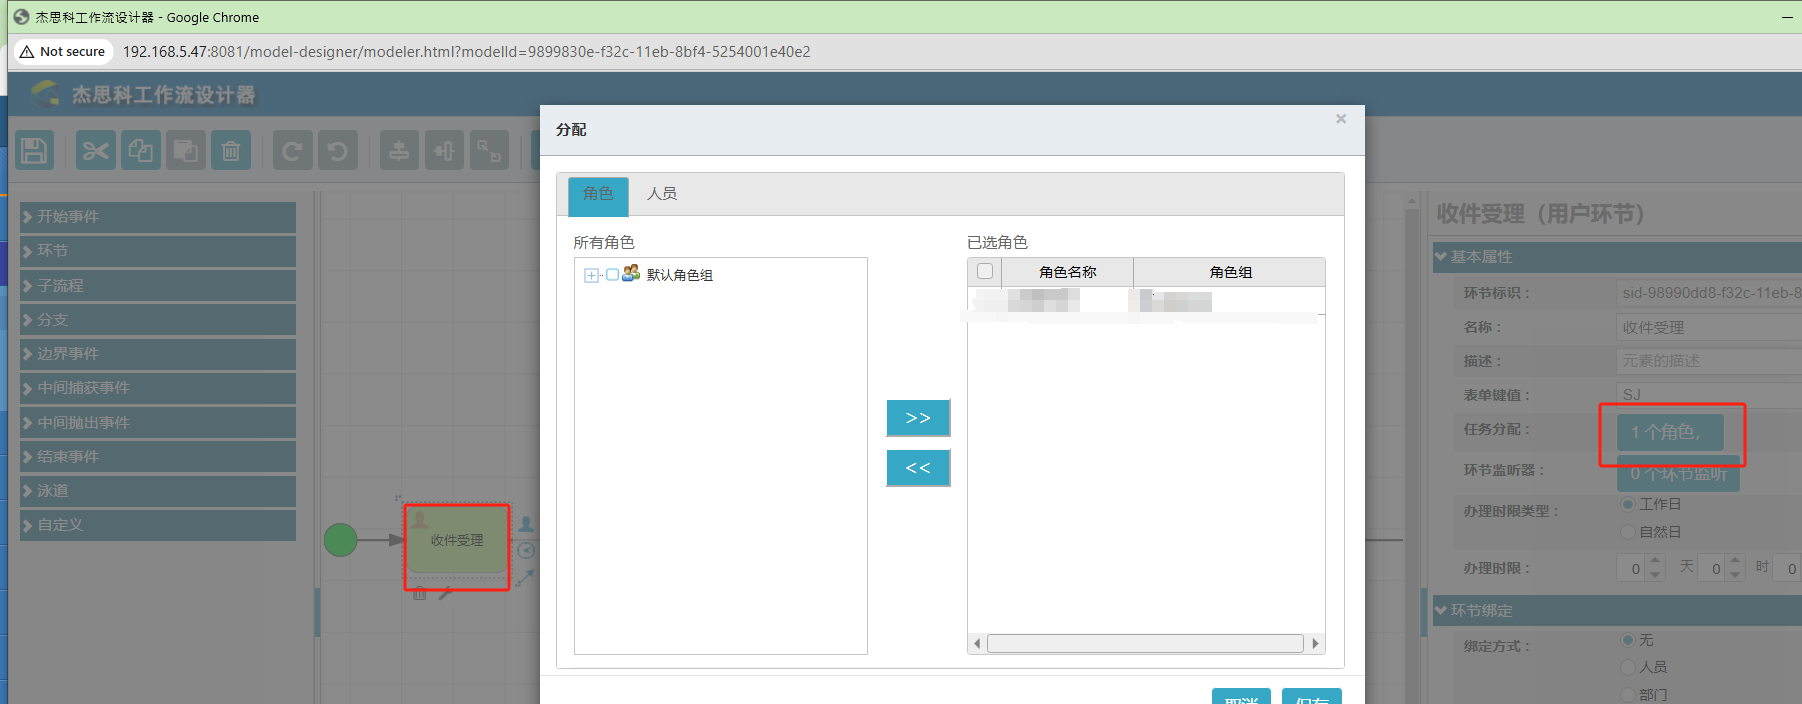 杰思科工作流设计器 - Google Chrome
Not secure
192.168.5.47:8081/model-designer/modeler.html?modelId=9899830e-f32c-11eb-8bf4-5254001e40e2
杰思科工作流设计器
开始事件
环节
子流程
分支
边界事件
中间捕获事件
中间抛出事件
结束事件
泳道
自定义
收件受理
分配
×
角色
人员
所有角色
默认角色组
>>
<<
已选角色
角色名称
角色组
取消
保存
收件受理（用户环节）
基本属性
环节标识：
sid-98990dd8-f32c-11eb-8
名称：
收件受理
描述：
元素的描述
表单键值：
SJ
任务分配：
1 个角色,
环节监听器：
0 个环节监听
办理时限类型：
工作日
自然日
办理时限：
0 天 0 时 0
环节绑定
绑定方式：
无
人员
部门